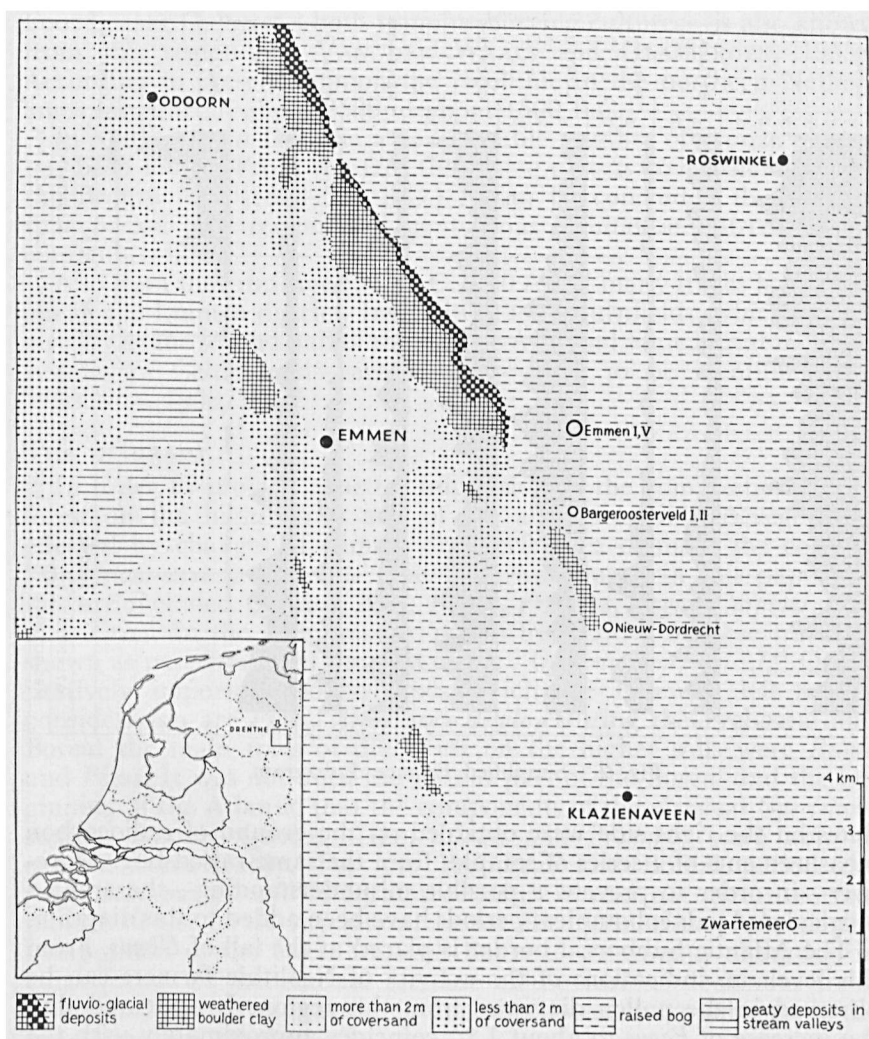 ODOORN
ROSWINKEL
EMMEN
Emmen I,V
Bargeroosterveld I,II
Nieuw-Dordrecht
DRENTHE
4 km
KLAZIENAVEEN
3
2
Zwartemeer
1
fluvio-glacial
deposits
weathered
boulder clay
more than 2m
of coversand
less than 2 m
of coversand
raised bog
peaty deposits in
stream valleys